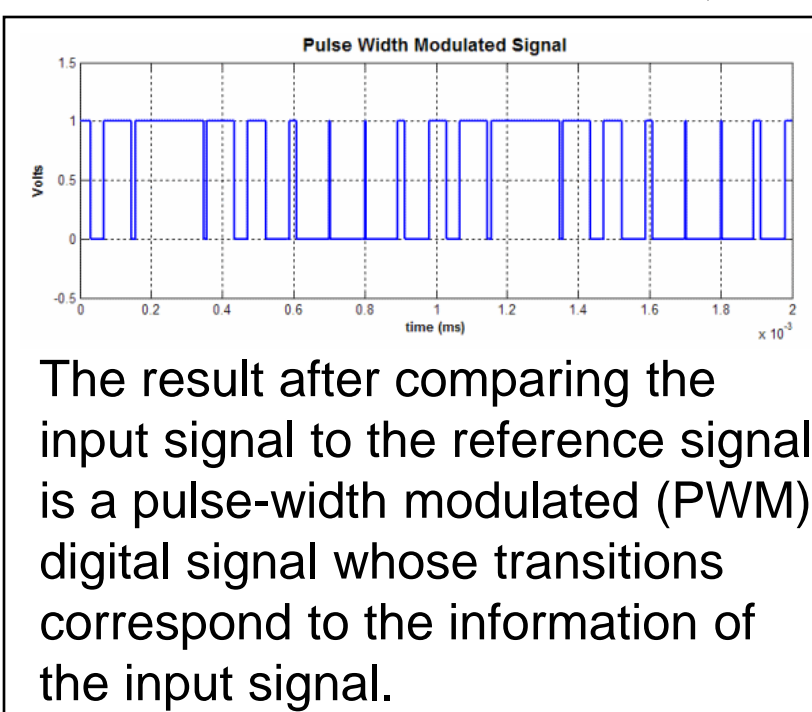 Pulse Width Modulated Signal
1.5
1
0.5
0
-0.5
Volts
0 0.2 0.4 0.6 0.8 1 1.2 1.4 1.6 1.8 2
time (ms)
x 10-3
The result after comparing the
input signal to the reference signal
is a pulse-width modulated (PWM)
digital signal whose transitions
correspond to the information of
the input signal.